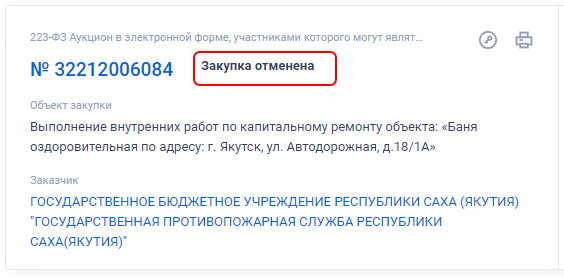 223-ФЗ Аукцион в электронной форме, участниками которого могут являт...
№ 32212006084
Закупка отменена
Объект закупки
Выполнение внутренних работ по капитальному ремонту объекта: «Баня
оздоровительная по адресу: г. Якутск, ул. Автодорожная, д.18/1А»
Заказчик
ГОСУДАРСТВЕННОЕ БЮДЖЕТНОЕ УЧРЕЖДЕНИЕ РЕСПУБЛИКИ САХА (ЯКУТИЯ)
"ГОСУДАРСТВЕННАЯ ПРОТИВОПОЖАРНАЯ СЛУЖБА РЕСПУБЛИКИ
САХА(ЯКУТИЯ)"